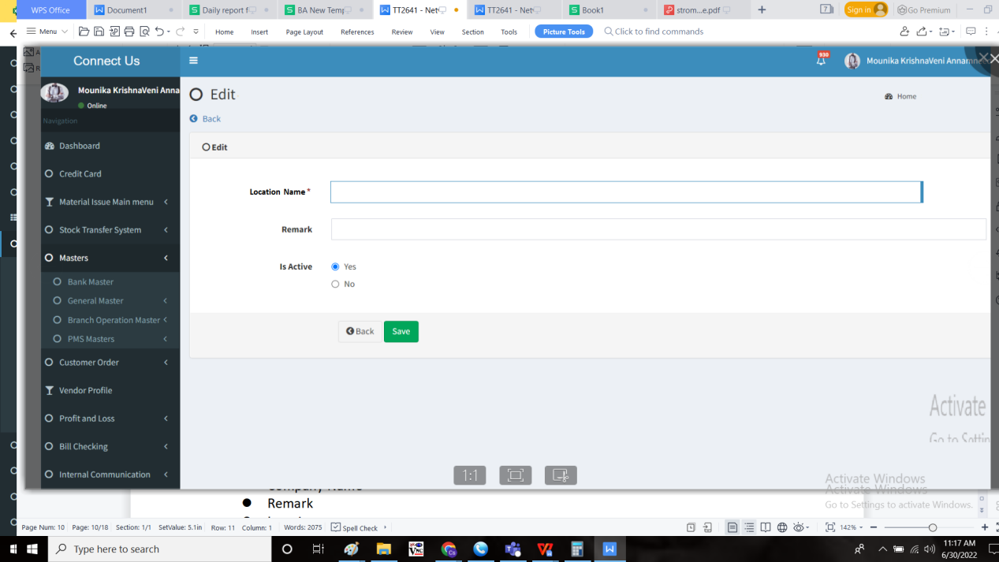 WPS Office Document1 Daily report f BA New Temp TT2641 - Net TT2641 - Net Book1 strom...e.pdf + 7 Sign in Go Premium
Menu Home Insert Page Layout References Review View Section Tools Picture Tools Click to find commands
Connect Us 930 Mounika KrishnaVeni Annamne
Mounika KrishnaVeni Anna
Online
Edit
Home
Navigation
Back
Dashboard
Edit
Credit Card
Location Name *
Material Issue Main menu
Stock Transfer System
Remark
Masters
Is Active Yes
No
Bank Master
General Master
Branch Operation Master
PMS Masters
Back Save
Customer Order
Vendor Profile
Profit and Loss
Activate
Go to Settin
Bill Checking
Internal Communication
1:1
Activate Windows
Activate Windows
Go to Settings to activate Windows.
Company Name
Remark
Page Num: 10 Page: 10/18 Section: 1/1 SetValue: 5.1in Row: 11 Column: 1 Words: 2075 Spell Check 142%
Type here to search
11:17 AM
6/30/2022